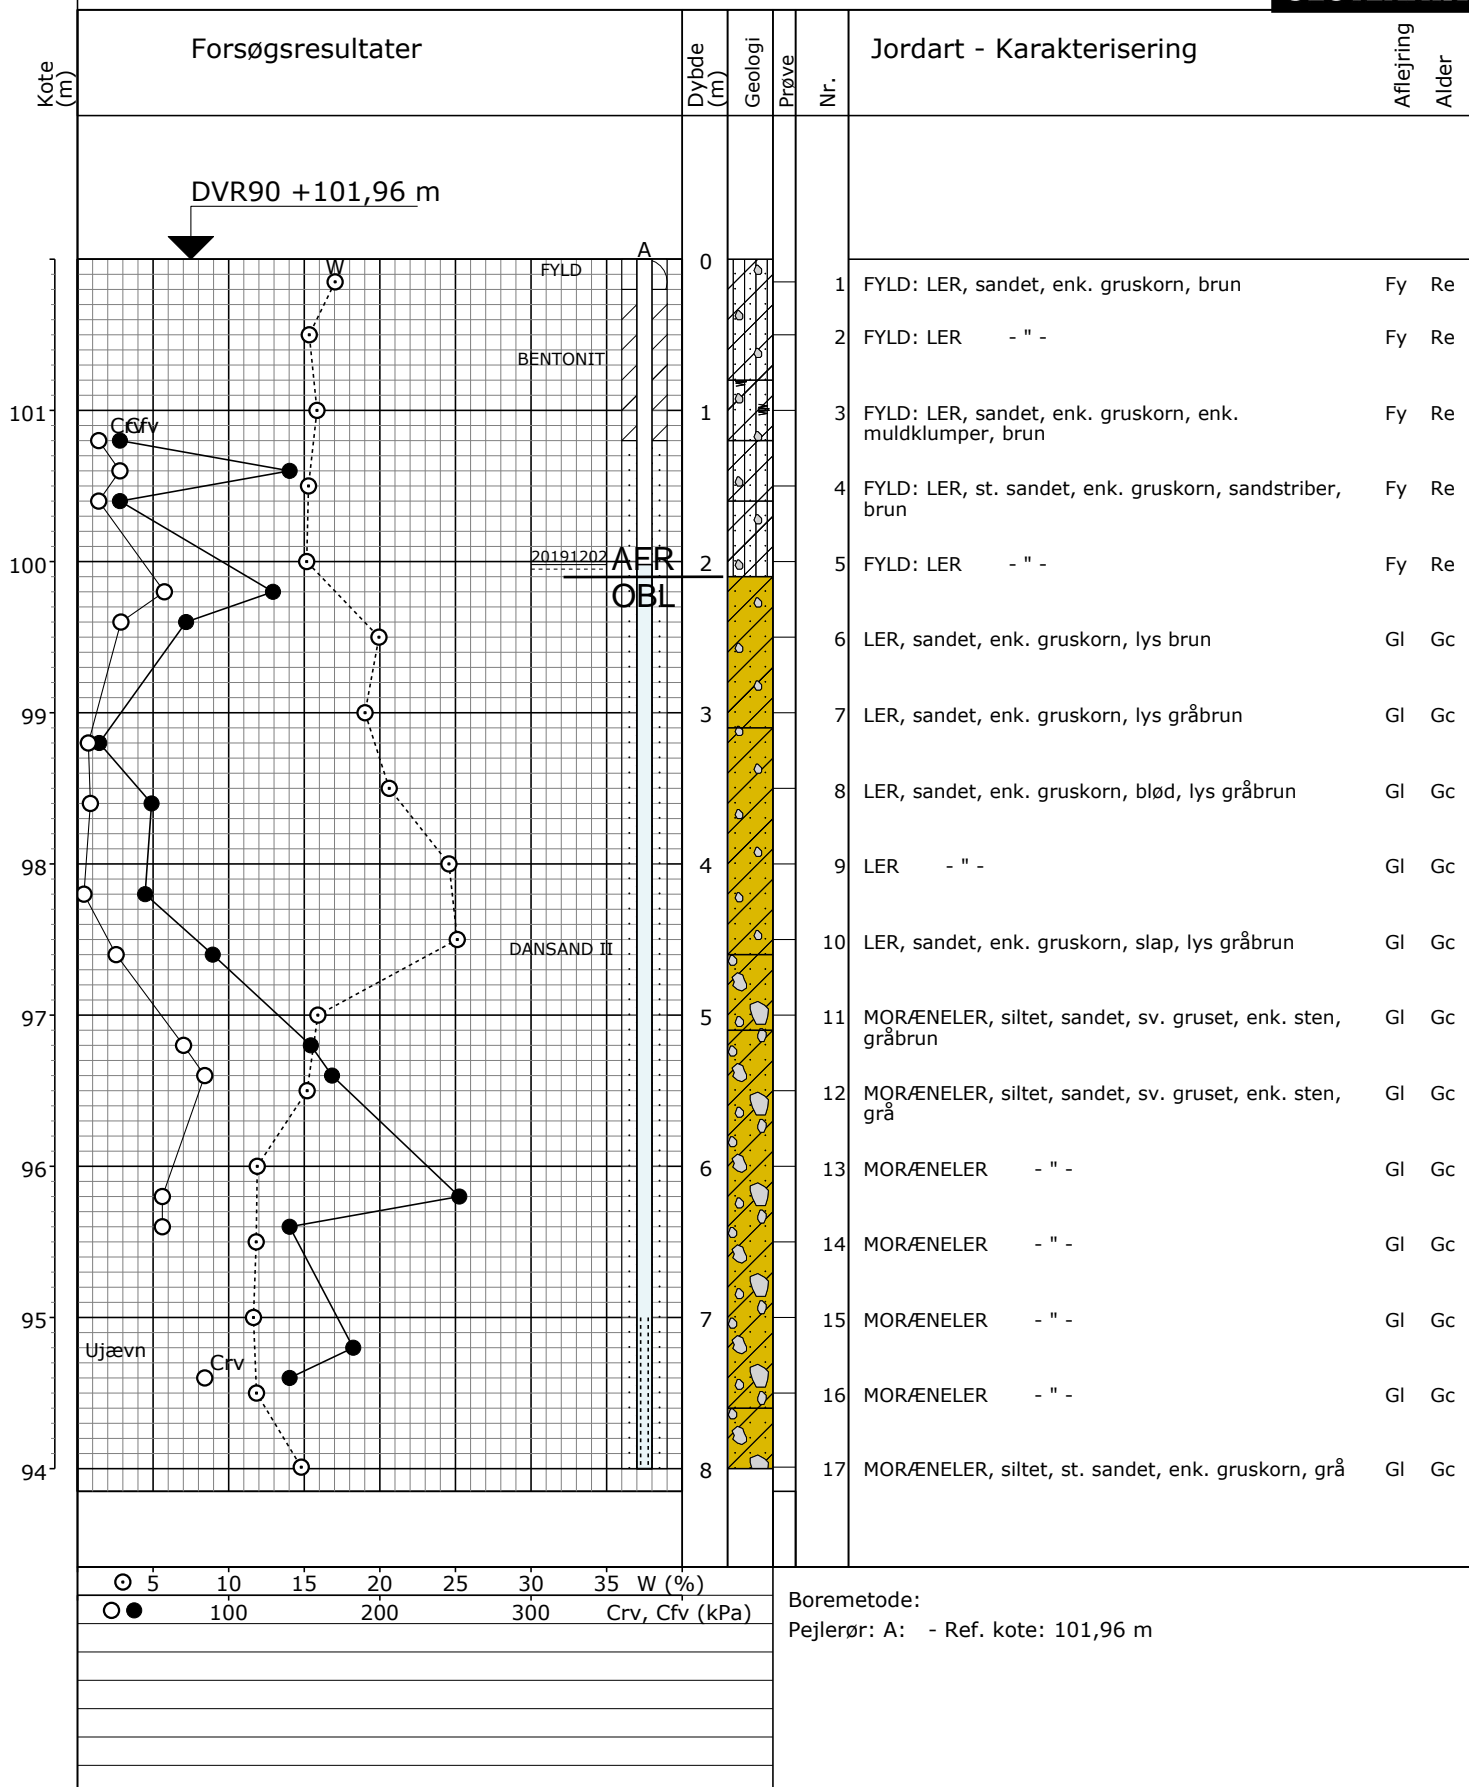 Kote (m)
Forsøgsresultater
Dybde (m)
Geologi
Prøve
Nr.
Jordart - Karakterisering
Aflejring
Alder
DVR90 +101,96 m
A
W
FYLD
0
1 FYLD: LER, sandet, enk. gruskorn, brun Fy Re
2 FYLD: LER - " - Fy Re
BENTONIT
101
1
3 FYLD: LER, sandet, enk. gruskorn, enk. Fy Re
muldklumper, brun
Crv Cfv
4 FYLD: LER, st. sandet, enk. gruskorn, sandstriber, Fy Re
brun
100
20191202
AFR
2
5 FYLD: LER - " - Fy Re
OBL
6 LER, sandet, enk. gruskorn, lys brun Gl Gc
99
3
7 LER, sandet, enk. gruskorn, lys gråbrun Gl Gc
8 LER, sandet, enk. gruskorn, blød, lys gråbrun Gl Gc
98
4
9 LER - " - Gl Gc
DANSAND II
10 LER, sandet, enk. gruskorn, slap, lys gråbrun Gl Gc
97
5
11 MORÆNELER, siltet, sandet, sv. gruset, enk. sten, Gl Gc
gråbrun
12 MORÆNELER, siltet, sandet, sv. gruset, enk. sten, Gl Gc
grå
96
6
13 MORÆNELER - " - Gl Gc
14 MORÆNELER - " - Gl Gc
95
7
15 MORÆNELER - " - Gl Gc
Ujævn
Crv
16 MORÆNELER - " - Gl Gc
94
8
17 MORÆNELER, siltet, st. sandet, enk. gruskorn, grå Gl Gc
5 10 15 20 25 30 35 W (%)
100 200 300 Crv, Cfv (kPa)
Boremetode:
Pejlerør: A: - Ref. kote: 101,96 m